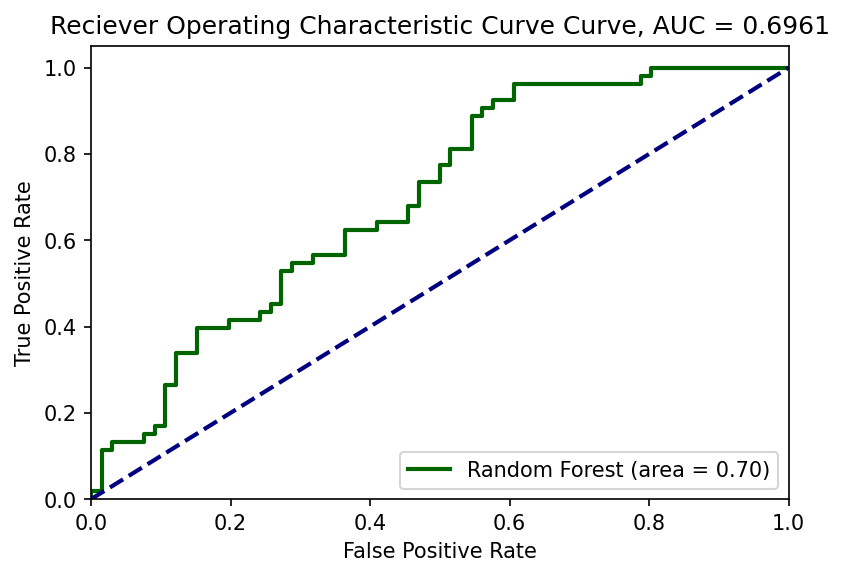 Reciever Operating Characteristic Curve Curve, AUC = 0.6961
1.0
0.8
0.6
0.4
0.2
0.0
True Positive Rate
Random Forest (area = 0.70)
0.0 0.2 0.4 0.6 0.8 1.0
False Positive Rate